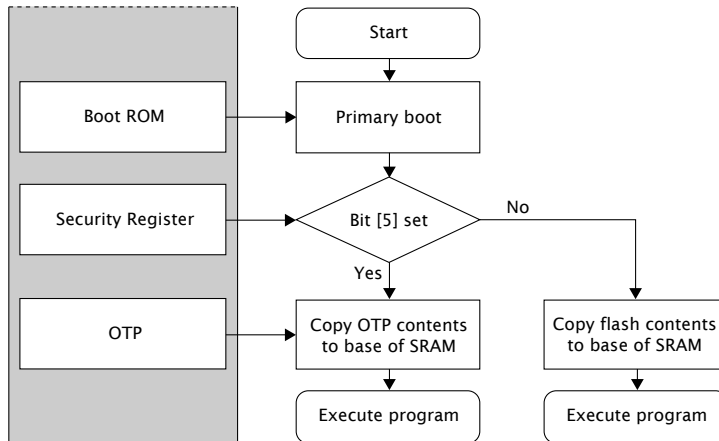 Start
Boot ROM
Primary boot
Security Register
Bit [5] set
No
Yes
OTP
Copy OTP contents
to base of SRAM
Copy flash contents
to base of SRAM
Execute program
Execute program